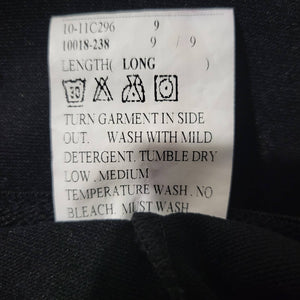 10-11C296 9
10018-238 9 / 9
LENGTH( LONG )
30
TURN GARMENT IN SIDE
OUT. WASH WITH MILD
DETERGENT. TUMBLE DRY
LOW . MEDIUM
TEMPERATURE WASH . NO
BLEACH. MUST WASH